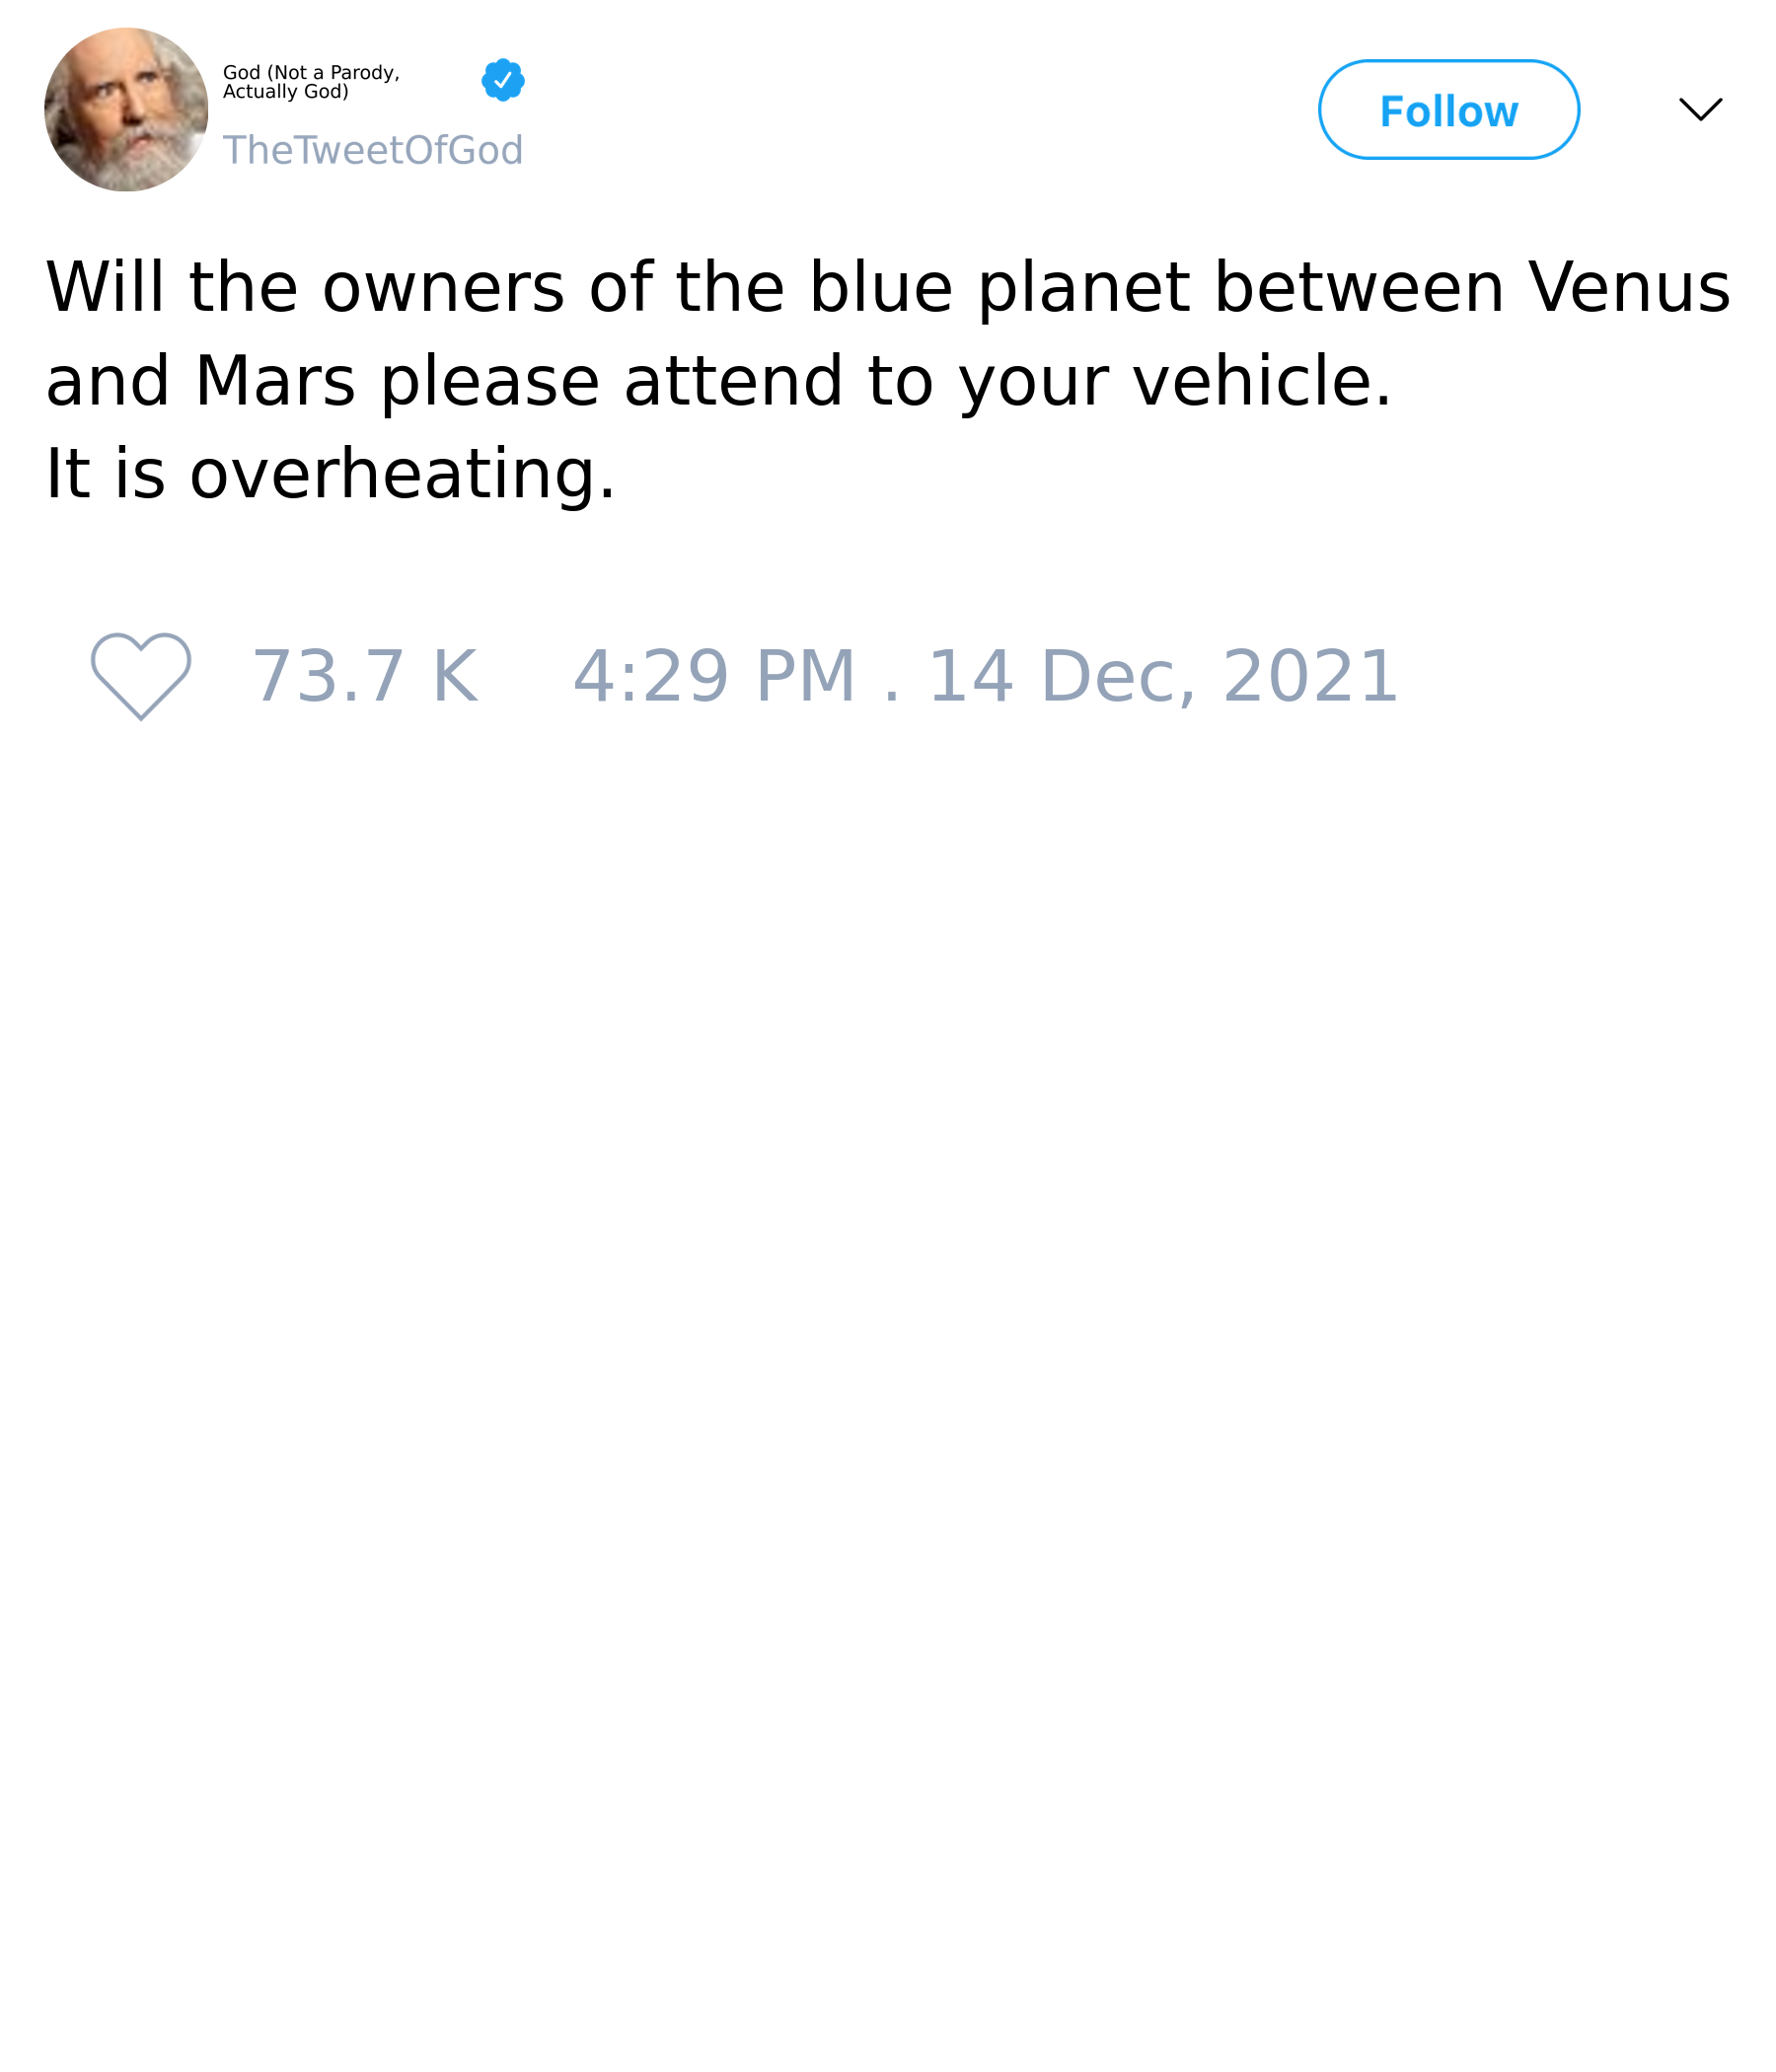 God (Not a Parody,
Actually God)
TheTweetOfGod
Follow
Will the owners of the blue planet between Venus
and Mars please attend to your vehicle.
It is overheating.
73.7 K 4:29 PM . 14 Dec, 2021